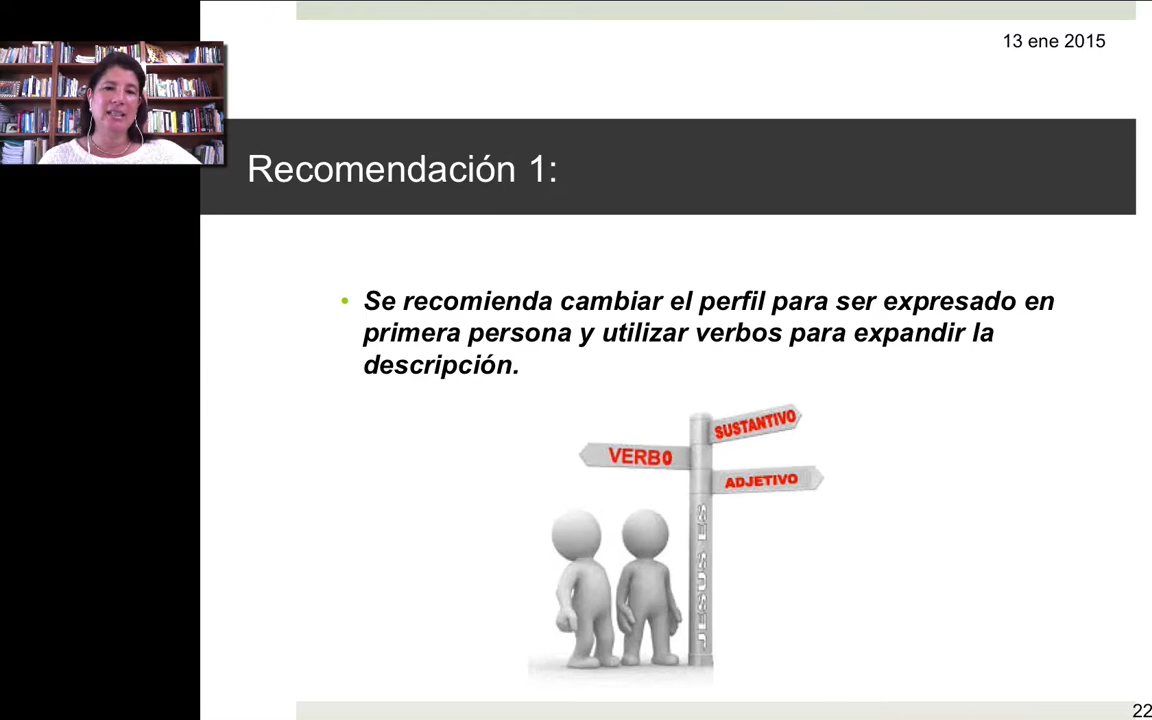 13 ene 2015
Recomendación 1:
• Se recomienda cambiar el perfil para ser expresado en
primera persona y utilizar verbos para expandir la
descripción.
SUSTANTIVO
VERBO
ADJETIVO
JESUS ES
22